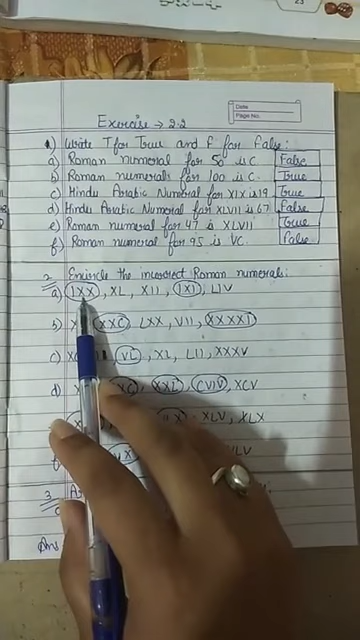 23
Date
Page No.
Exercise → 2.2
1) Write T for True and F for False:
a) Roman numeral for 50 is C. False
b) Roman numerals for 100 is C. True
c) Hindu Arabic Numeral for XIX is 19 True
d) Hindu Arabic Numeral for XLVII is 67 False
e) Roman numeral for 47 is XLVII True
f) Roman numeral for 95 is VC. False
2 Encircle the incorrect Roman numerals:
a) IXX, XL, XII, IXI, LIV
b) XXC, LXX, VII, XXXXI
c) VL, XL, LII, XXXV
d) XXL, CVIV, XCV
XLV, XLX
LV
3
Ans